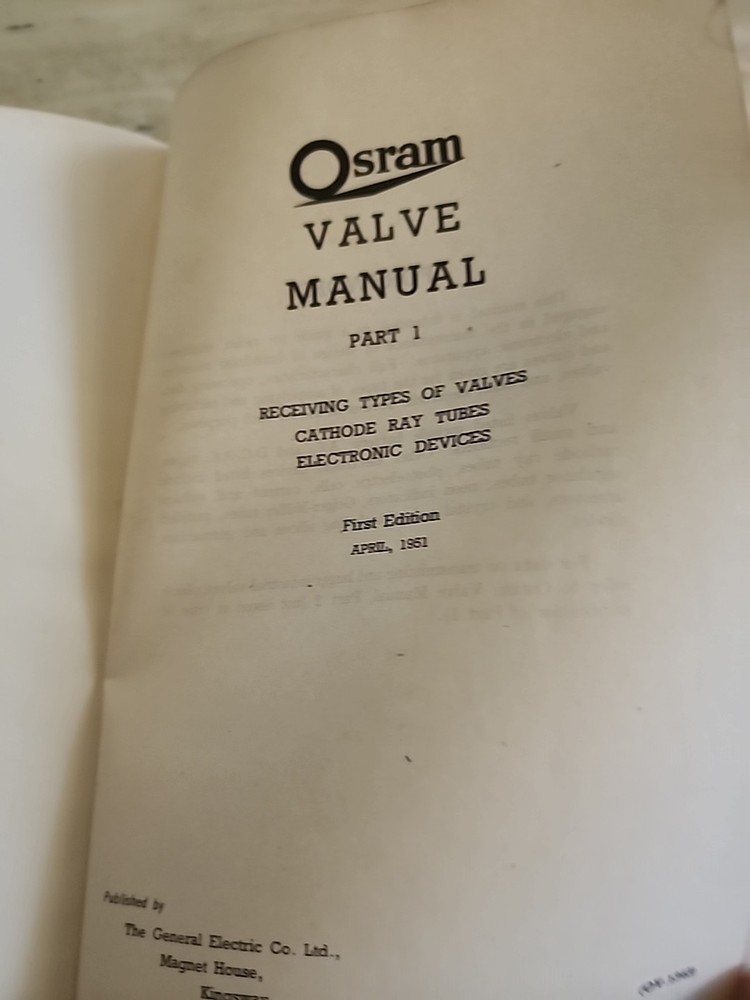 Osram
VALVE
MANUAL
PART 1
RECEIVING TYPES OF VALVES
CATHODE RAY TUBES
ELECTRONIC DEVICES
First Edition
APRIL, 1951
Published by
The General Electric Co. Ltd.,
Magnet House,